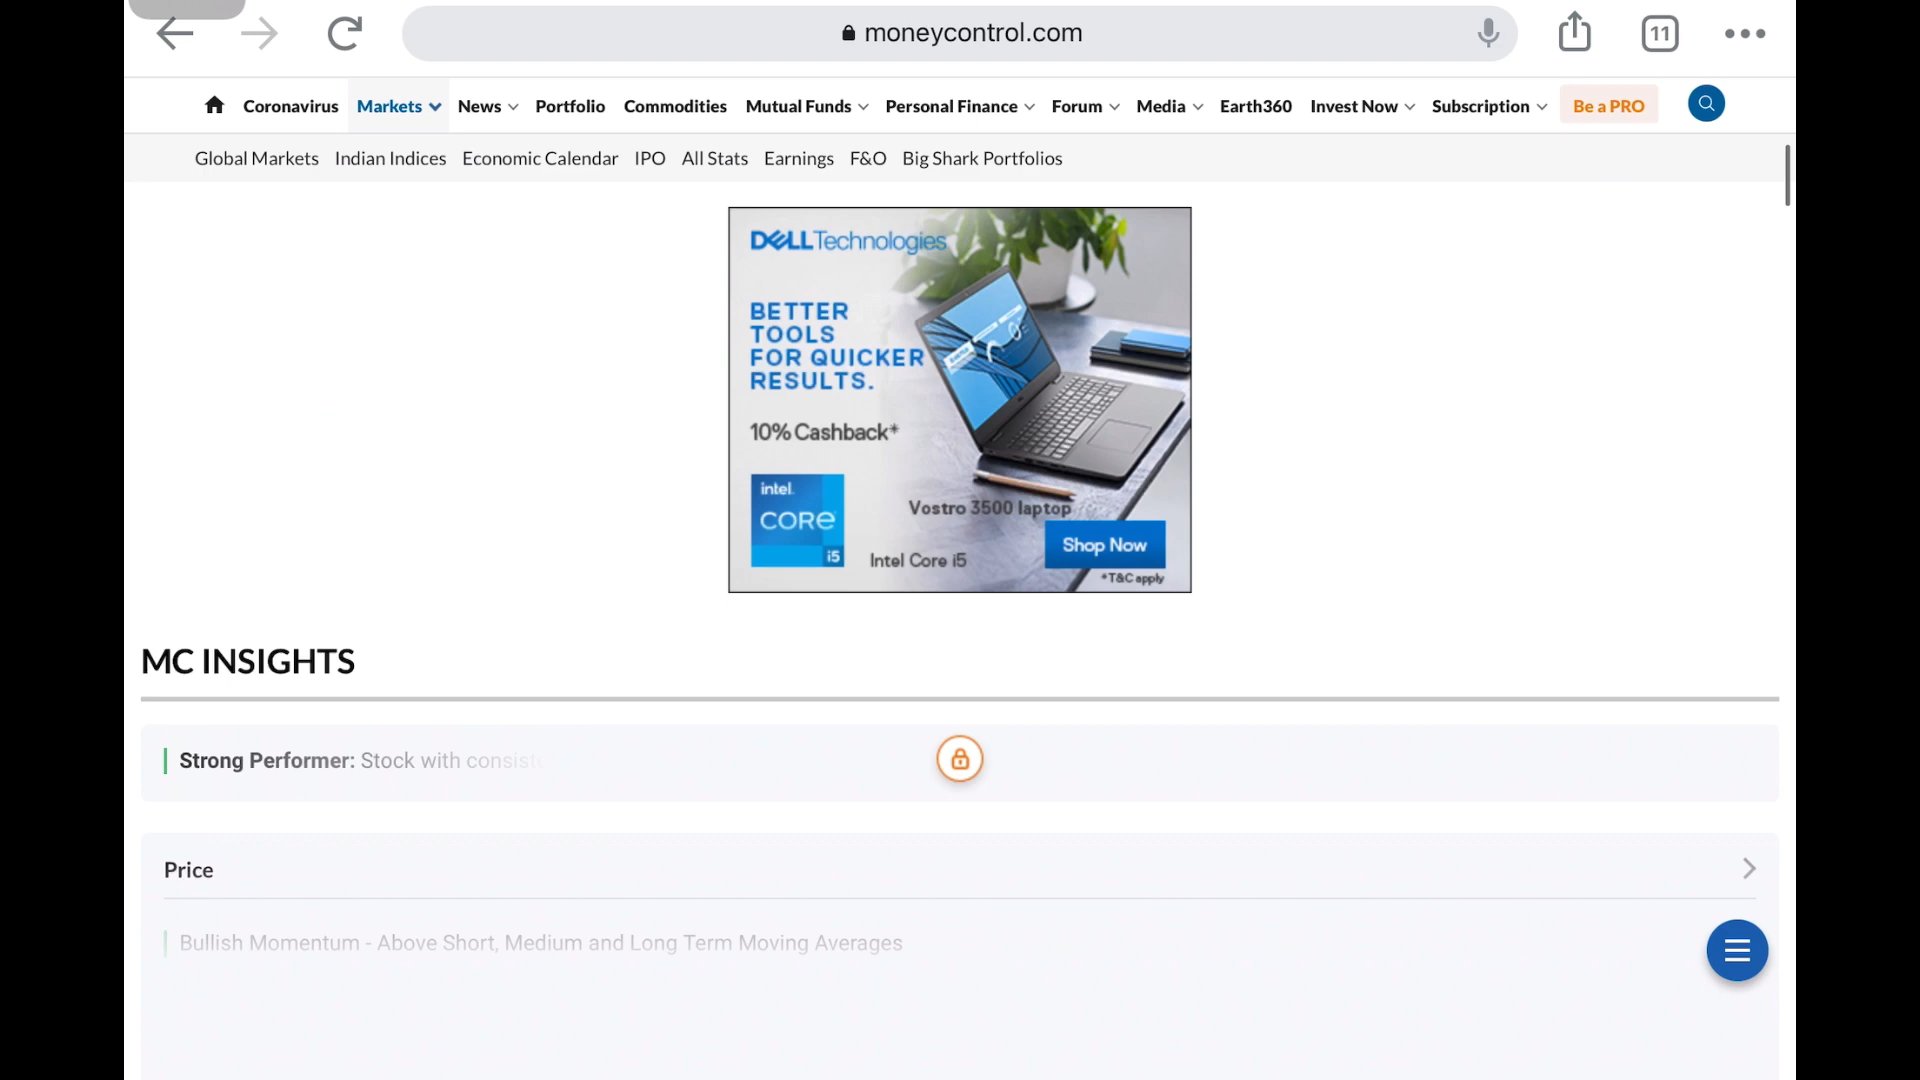 moneycontrol.com
11
Coronavirus Markets News Portfolio Commodities Mutual Funds Personal Finance Forum Media Earth360 Invest Now Subscription Be a PRO
Global Markets Indian Indices Economic Calendar IPO All Stats Earnings F&O Big Shark Portfolios
DELL Technologies
BETTER
TOOLS
FOR QUICKER
RESULTS.
10% Cashback*
intel.
CORE
i5
Vostro 3500 laptop
Intel Core i5
Shop Now
*T&C apply
MC INSIGHTS
Strong Performer: Stock with consiste
Price
Bullish Momentum - Above Short, Medium and Long Term Moving Averages